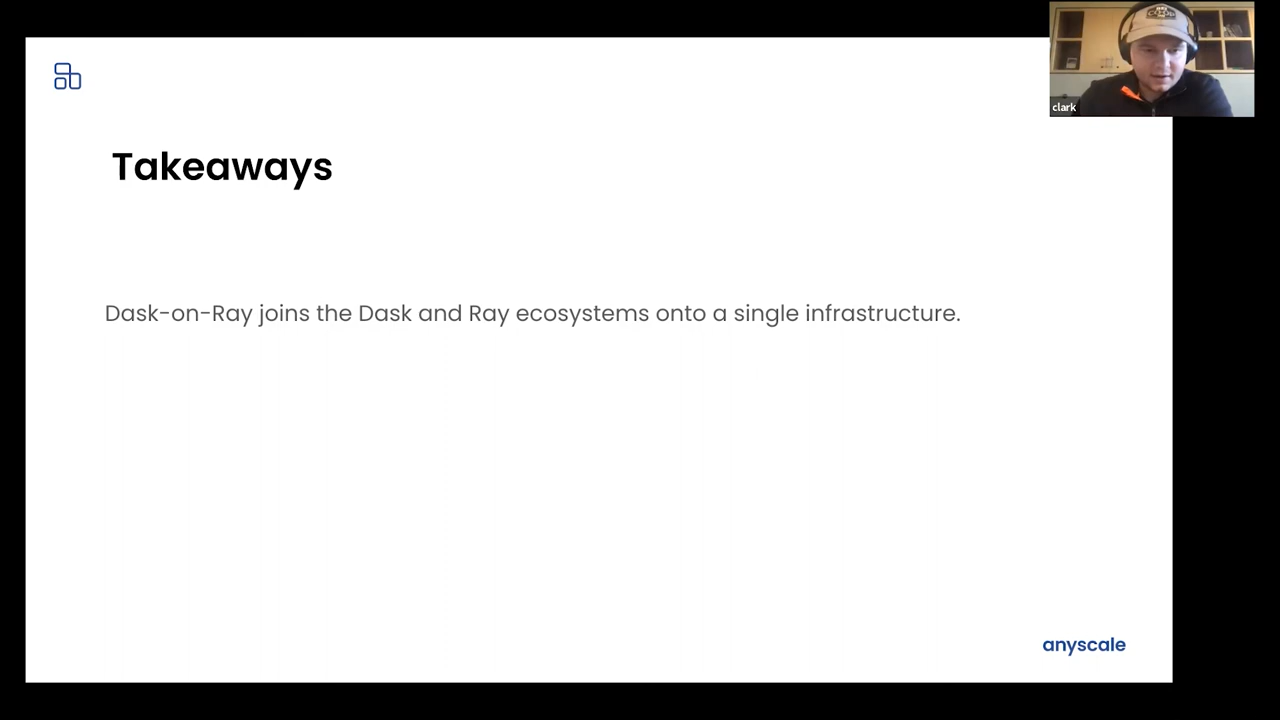 clark
Takeaways
Dask-on-Ray joins the Dask and Ray ecosystems onto a single infrastructure.
anyscale